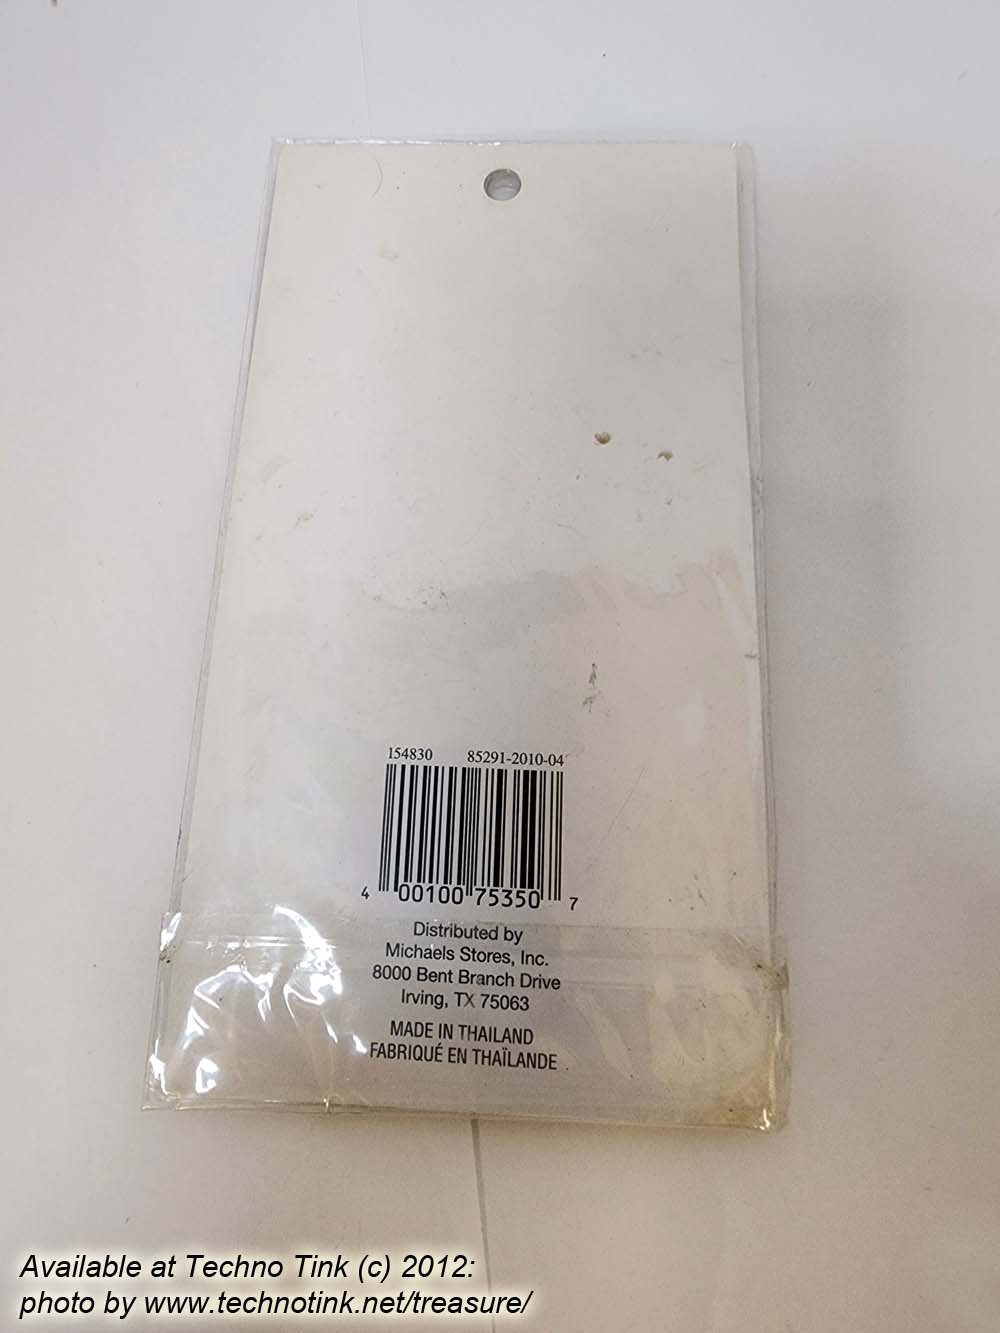 154830 85291-2010-04
4 00100 75350 7
Distributed by
Michaels Stores, Inc.
8000 Bent Branch Drive
Irving, TX 75063
MADE IN THAILAND
FABRIQUÉ EN THAÏLANDE
Available at Techno Tink (c) 2012:
photo by www.technotink.net/treasure/